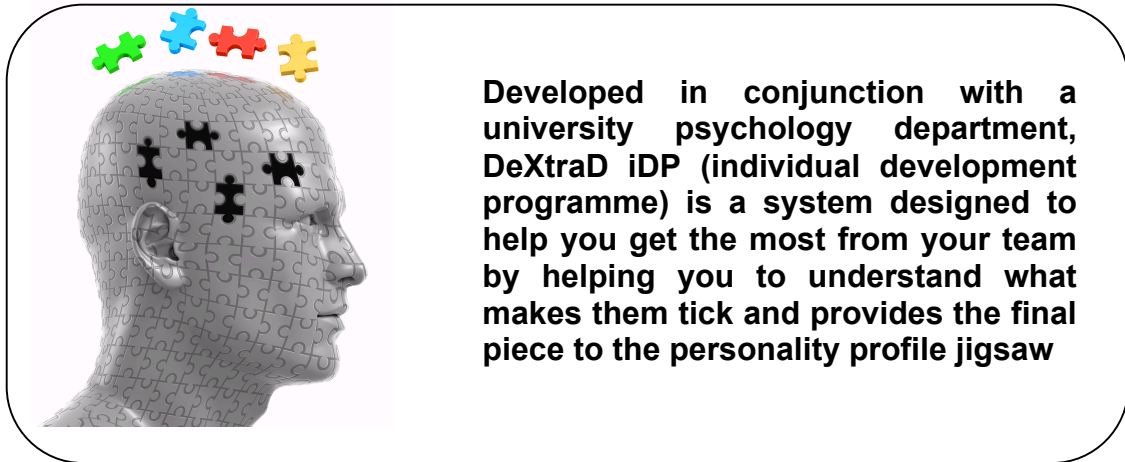 Developed in conjunction with a
university psychology department,
DeXtraD iDP (individual development
programme) is a system designed to
help you get the most from your team
by helping you to understand what
makes them tick and provides the final
piece to the personality profile jigsaw